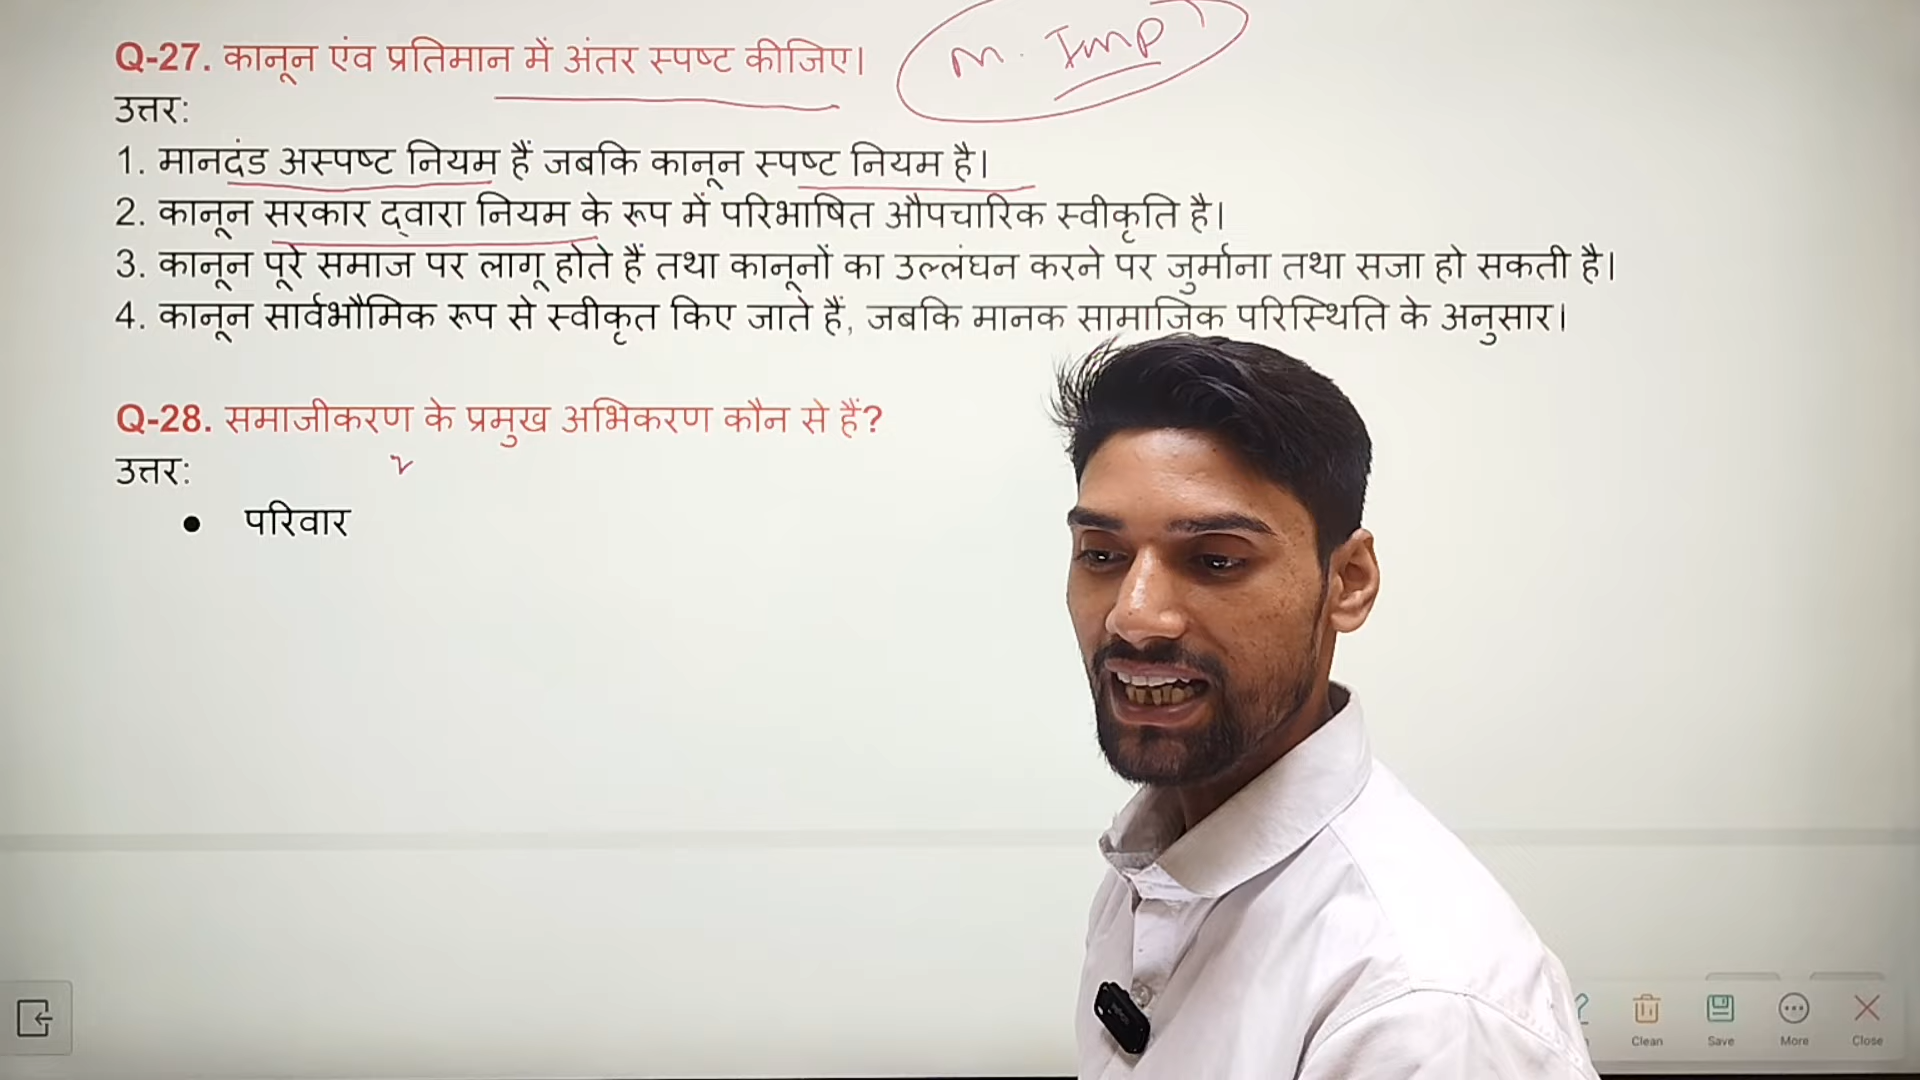 Q-27. कानून एंव प्रतिमान में अंतर स्पष्ट कीजिए।
M. Imp
उत्तर:
1. मानदंड अस्पष्ट नियम हैं जबकि कानून स्पष्ट नियम है।
2. कानून सरकार द्वारा नियम के रूप में परिभाषित औपचारिक स्वीकृति है।
3. कानून पूरे समाज पर लागू होते हैं तथा कानूनों का उल्लंघन करने पर जुर्माना तथा सजा हो सकती है।
4. कानून सार्वभौमिक रूप से स्वीकृत किए जाते हैं, जबकि मानक सामाजिक परिस्थिति के अनुसार।
Q-28. समाजीकरण के प्रमुख अभिकरण कौन से हैं?
उत्तर:
● परिवार
Clean Save More Close